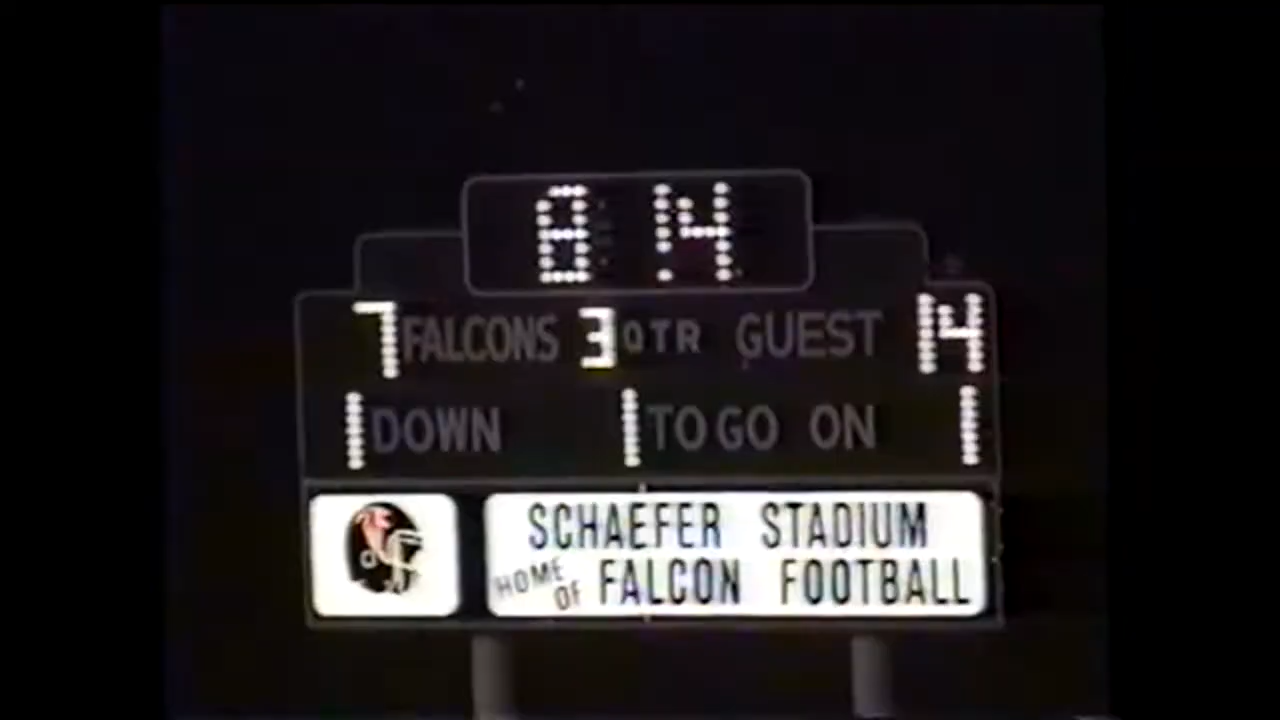 8 14
7 FALCONS 3 QTR GUEST 14
1 DOWN 1 TO GO ON 1
SCHAEFER STADIUM
HOME OF FALCON FOOTBALL